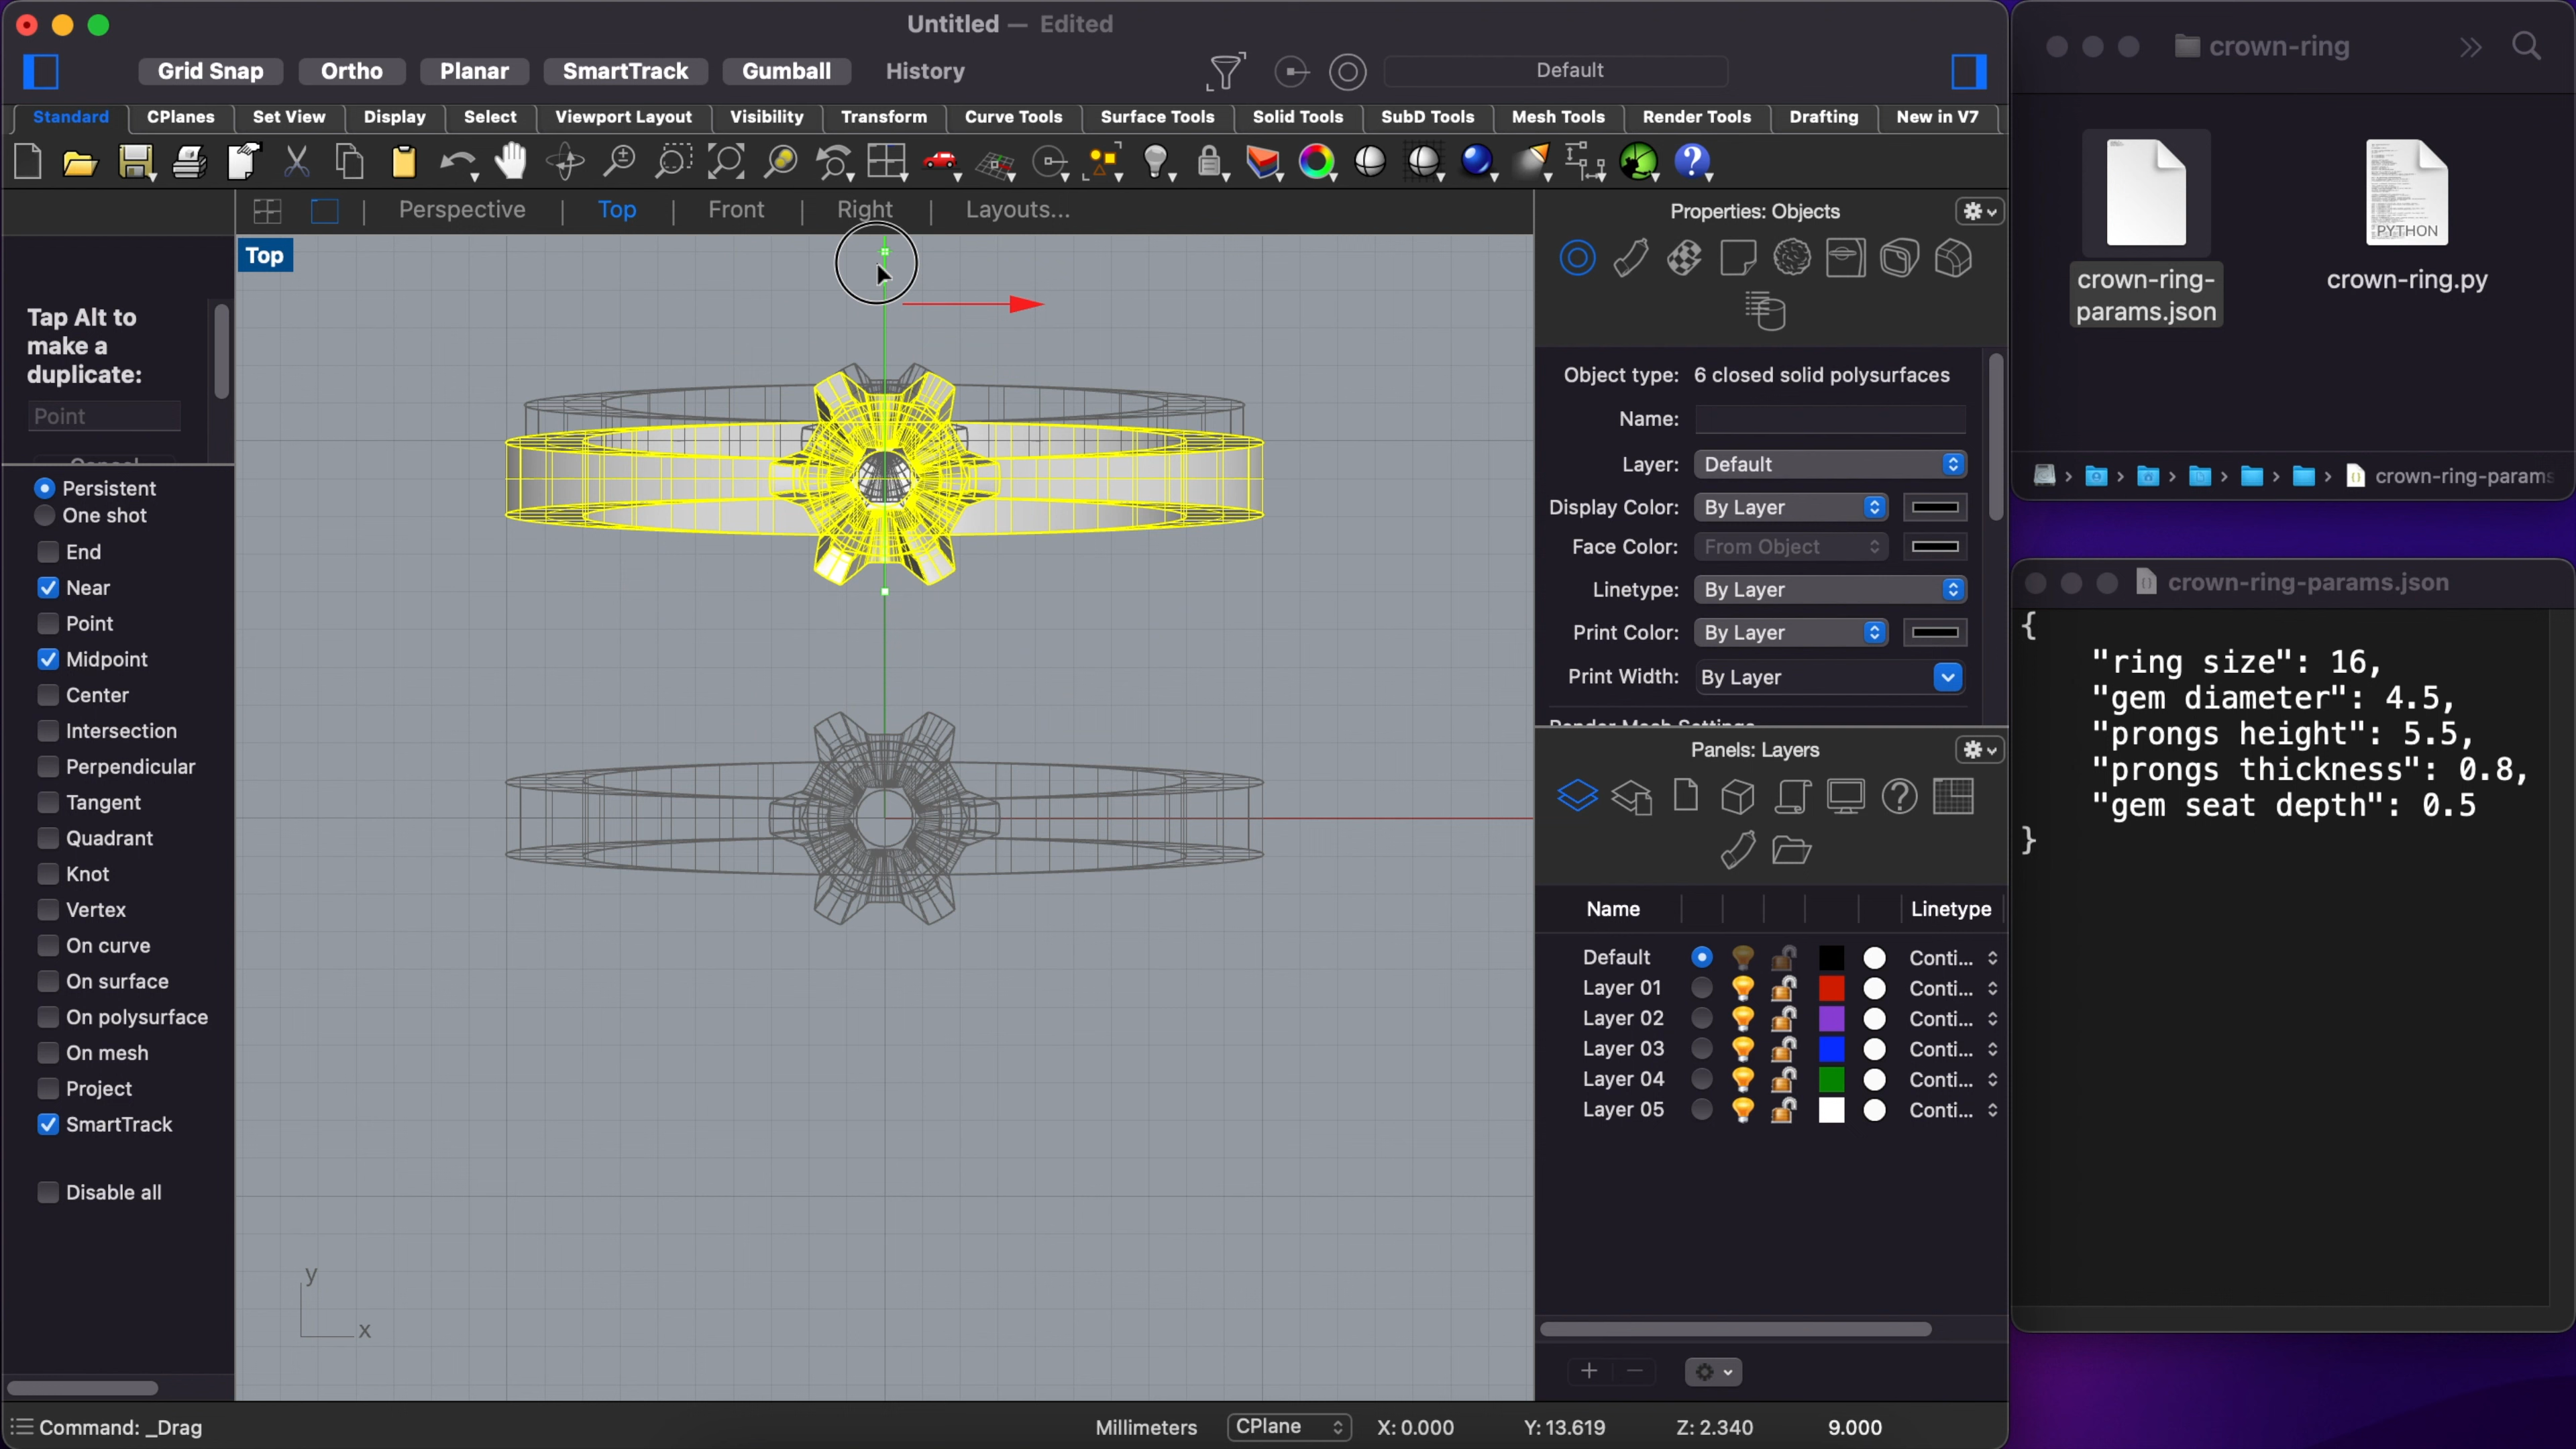 Untitled — Edited
Grid Snap
Ortho
Planar
SmartTrack
Gumball
History
Default
Standard
CPlanes
Set View
Display
Select
Viewport Layout
Visibility
Transform
Curve Tools
Surface Tools
Solid Tools
SubD Tools
Mesh Tools
Render Tools
Drafting
New in V7
Perspective
Top
Front
Right
Layouts...
Top
Tap Alt to
make a
duplicate:
Point
Cancel
Persistent
One shot
End
Near
Point
Midpoint
Center
Intersection
Perpendicular
Tangent
Quadrant
Knot
Vertex
On curve
On surface
On polysurface
On mesh
Project
SmartTrack
Disable all
y
x
Properties: Objects
Object type: 6 closed solid polysurfaces
Name:
Layer: Default
Display Color: By Layer
Face Color: From Object
Linetype: By Layer
Print Color: By Layer
Print Width: By Layer
Render Mesh Settings
Panels: Layers
Name
Linetype
Default Conti...
Layer 01 Conti...
Layer 02 Conti...
Layer 03 Conti...
Layer 04 Conti...
Layer 05 Conti...
Command: _Drag
Millimeters
CPlane
X: 0.000
Y: 13.619
Z: 2.340
9.000
crown-ring
crown-ring-
params.json
PYTHON
crown-ring.py
crown-ring-params
crown-ring-params.json
{
"ring size": 16,
"gem diameter": 4.5,
"prongs height": 5.5,
"prongs thickness": 0.8,
"gem seat depth": 0.5
}